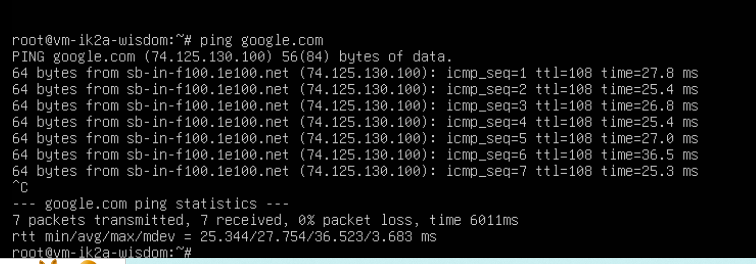 root@vm-ik2a-wisdom:~# ping google.com
PING google.com (74.125.130.100) 56(84) bytes of data.
64 bytes from sb-in-f100.1e100.net (74.125.130.100): icmp_seq=1 ttl=108 time=27.8 ms
64 bytes from sb-in-f100.1e100.net (74.125.130.100): icmp_seq=2 ttl=108 time=25.4 ms
64 bytes from sb-in-f100.1e100.net (74.125.130.100): icmp_seq=3 ttl=108 time=26.8 ms
64 bytes from sb-in-f100.1e100.net (74.125.130.100): icmp_seq=4 ttl=108 time=25.4 ms
64 bytes from sb-in-f100.1e100.net (74.125.130.100): icmp_seq=5 ttl=108 time=27.0 ms
64 bytes from sb-in-f100.1e100.net (74.125.130.100): icmp_seq=6 ttl=108 time=36.5 ms
64 bytes from sb-in-f100.1e100.net (74.125.130.100): icmp_seq=7 ttl=108 time=25.3 ms
^C
--- google.com ping statistics ---
7 packets transmitted, 7 received, 0% packet loss, time 6011ms
rtt min/avg/max/mdev = 25.344/27.754/36.523/3.683 ms
root@vm-ik2a-wisdom:~#